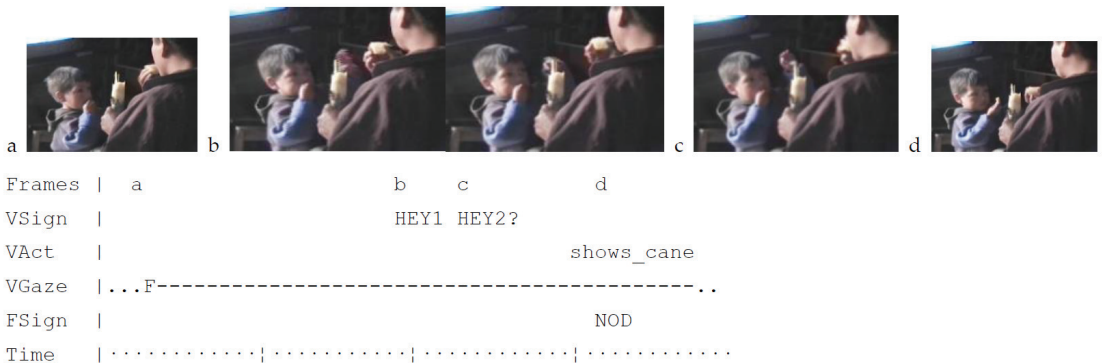 a b c d
Frames | a b c d
VSign | HEY1 HEY2?
VAct | shows_cane
VGaze |...F-------------------------------------------..
FSign | NOD
Time |············¦···········¦············¦············